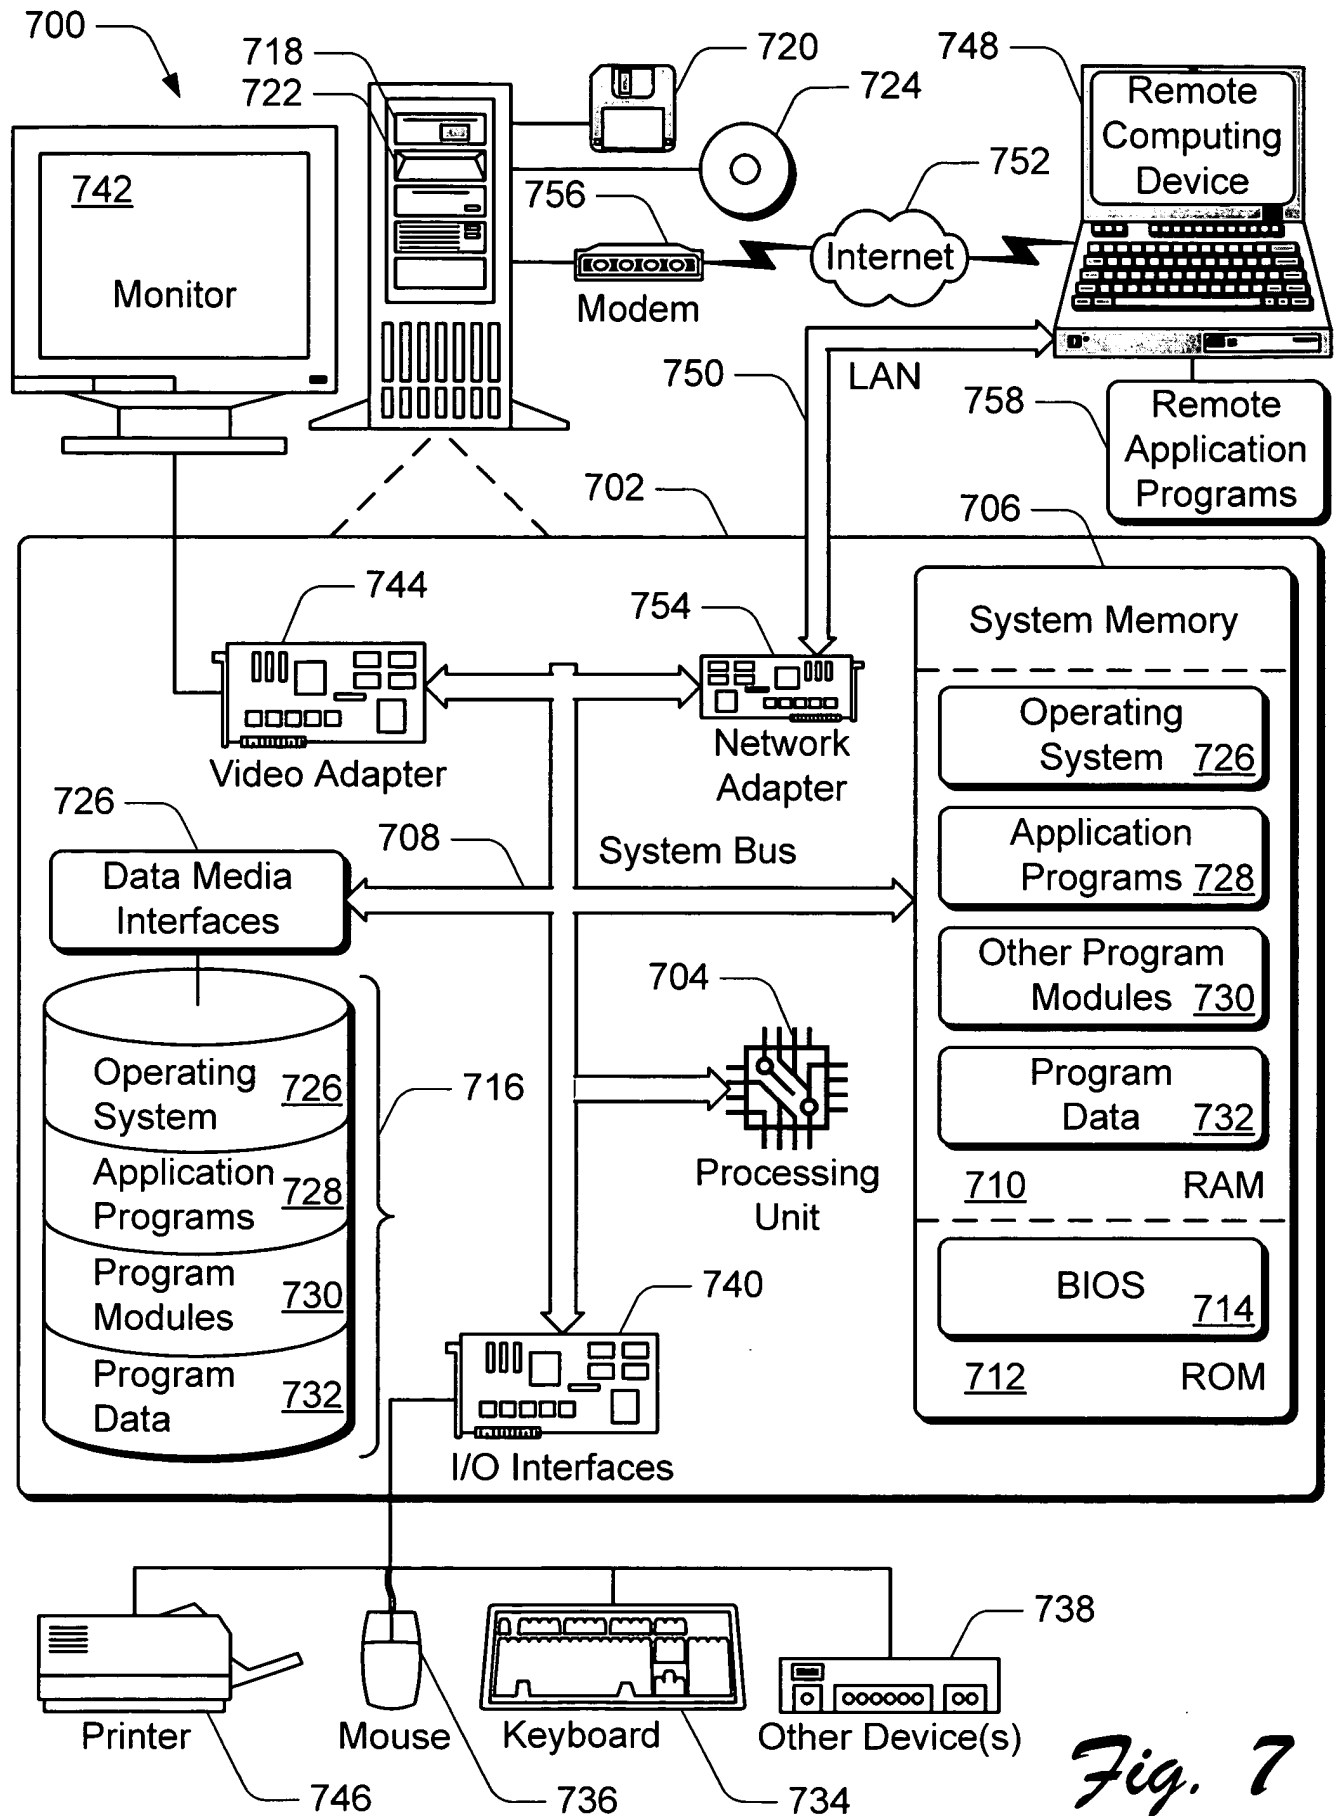 700
718
722
720
724
748
Remote
Computing
Device
742
Monitor
756
Modem
752
Internet
750
LAN
758
Remote
Application
Programs
702
706
744
754
System Memory
Video Adapter
Network
Adapter
Operating
System 726
726
Data Media
Interfaces
708
System Bus
Application
Programs 728
Other Program
Modules 730
704
Processing
Unit
Program
Data 732
710 RAM
Operating
System 726
716
Application
Programs 728
Program
Modules 730
Program
Data 732
740
I/O Interfaces
BIOS
714
712 ROM
Printer
746
Mouse
736
Keyboard
734
738
Other Device(s)
Fig. 7